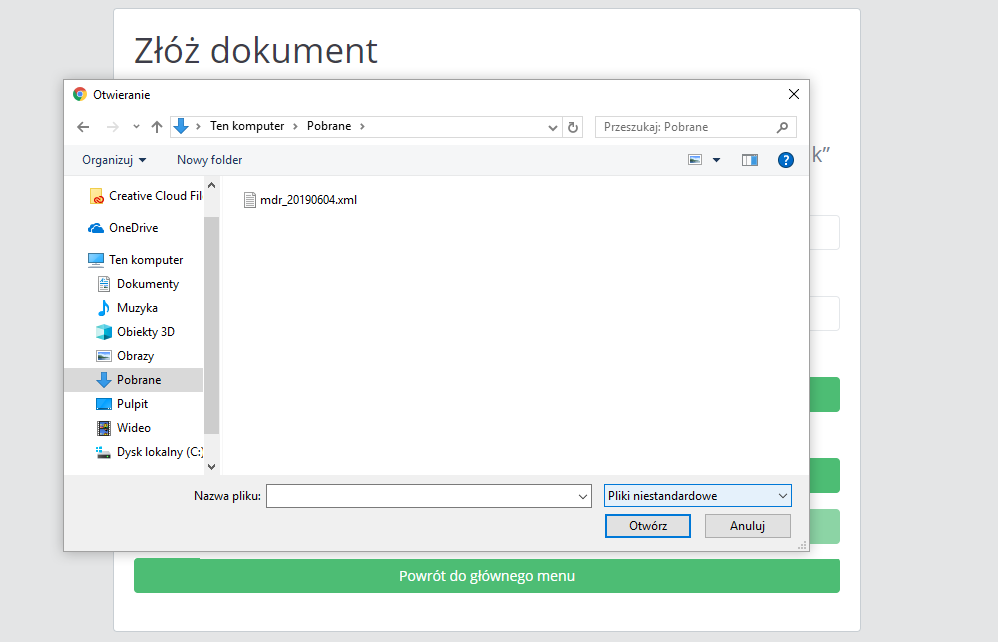 Złóż dokument
Otwieranie
Ten komputer
Pobrane
Przeszukaj: Pobrane
Organizuj
Nowy folder
?
k”
Creative Cloud Fil
OneDrive
Ten komputer
Dokumenty
Muzyka
Obiekty 3D
Obrazy
Pobrane
Pulpit
Wideo
Dysk lokalny (C:)
mdr_20190604.xml
Nazwa pliku:
Pliki niestandardowe
Otwórz
Anuluj
Powrót do głównego menu